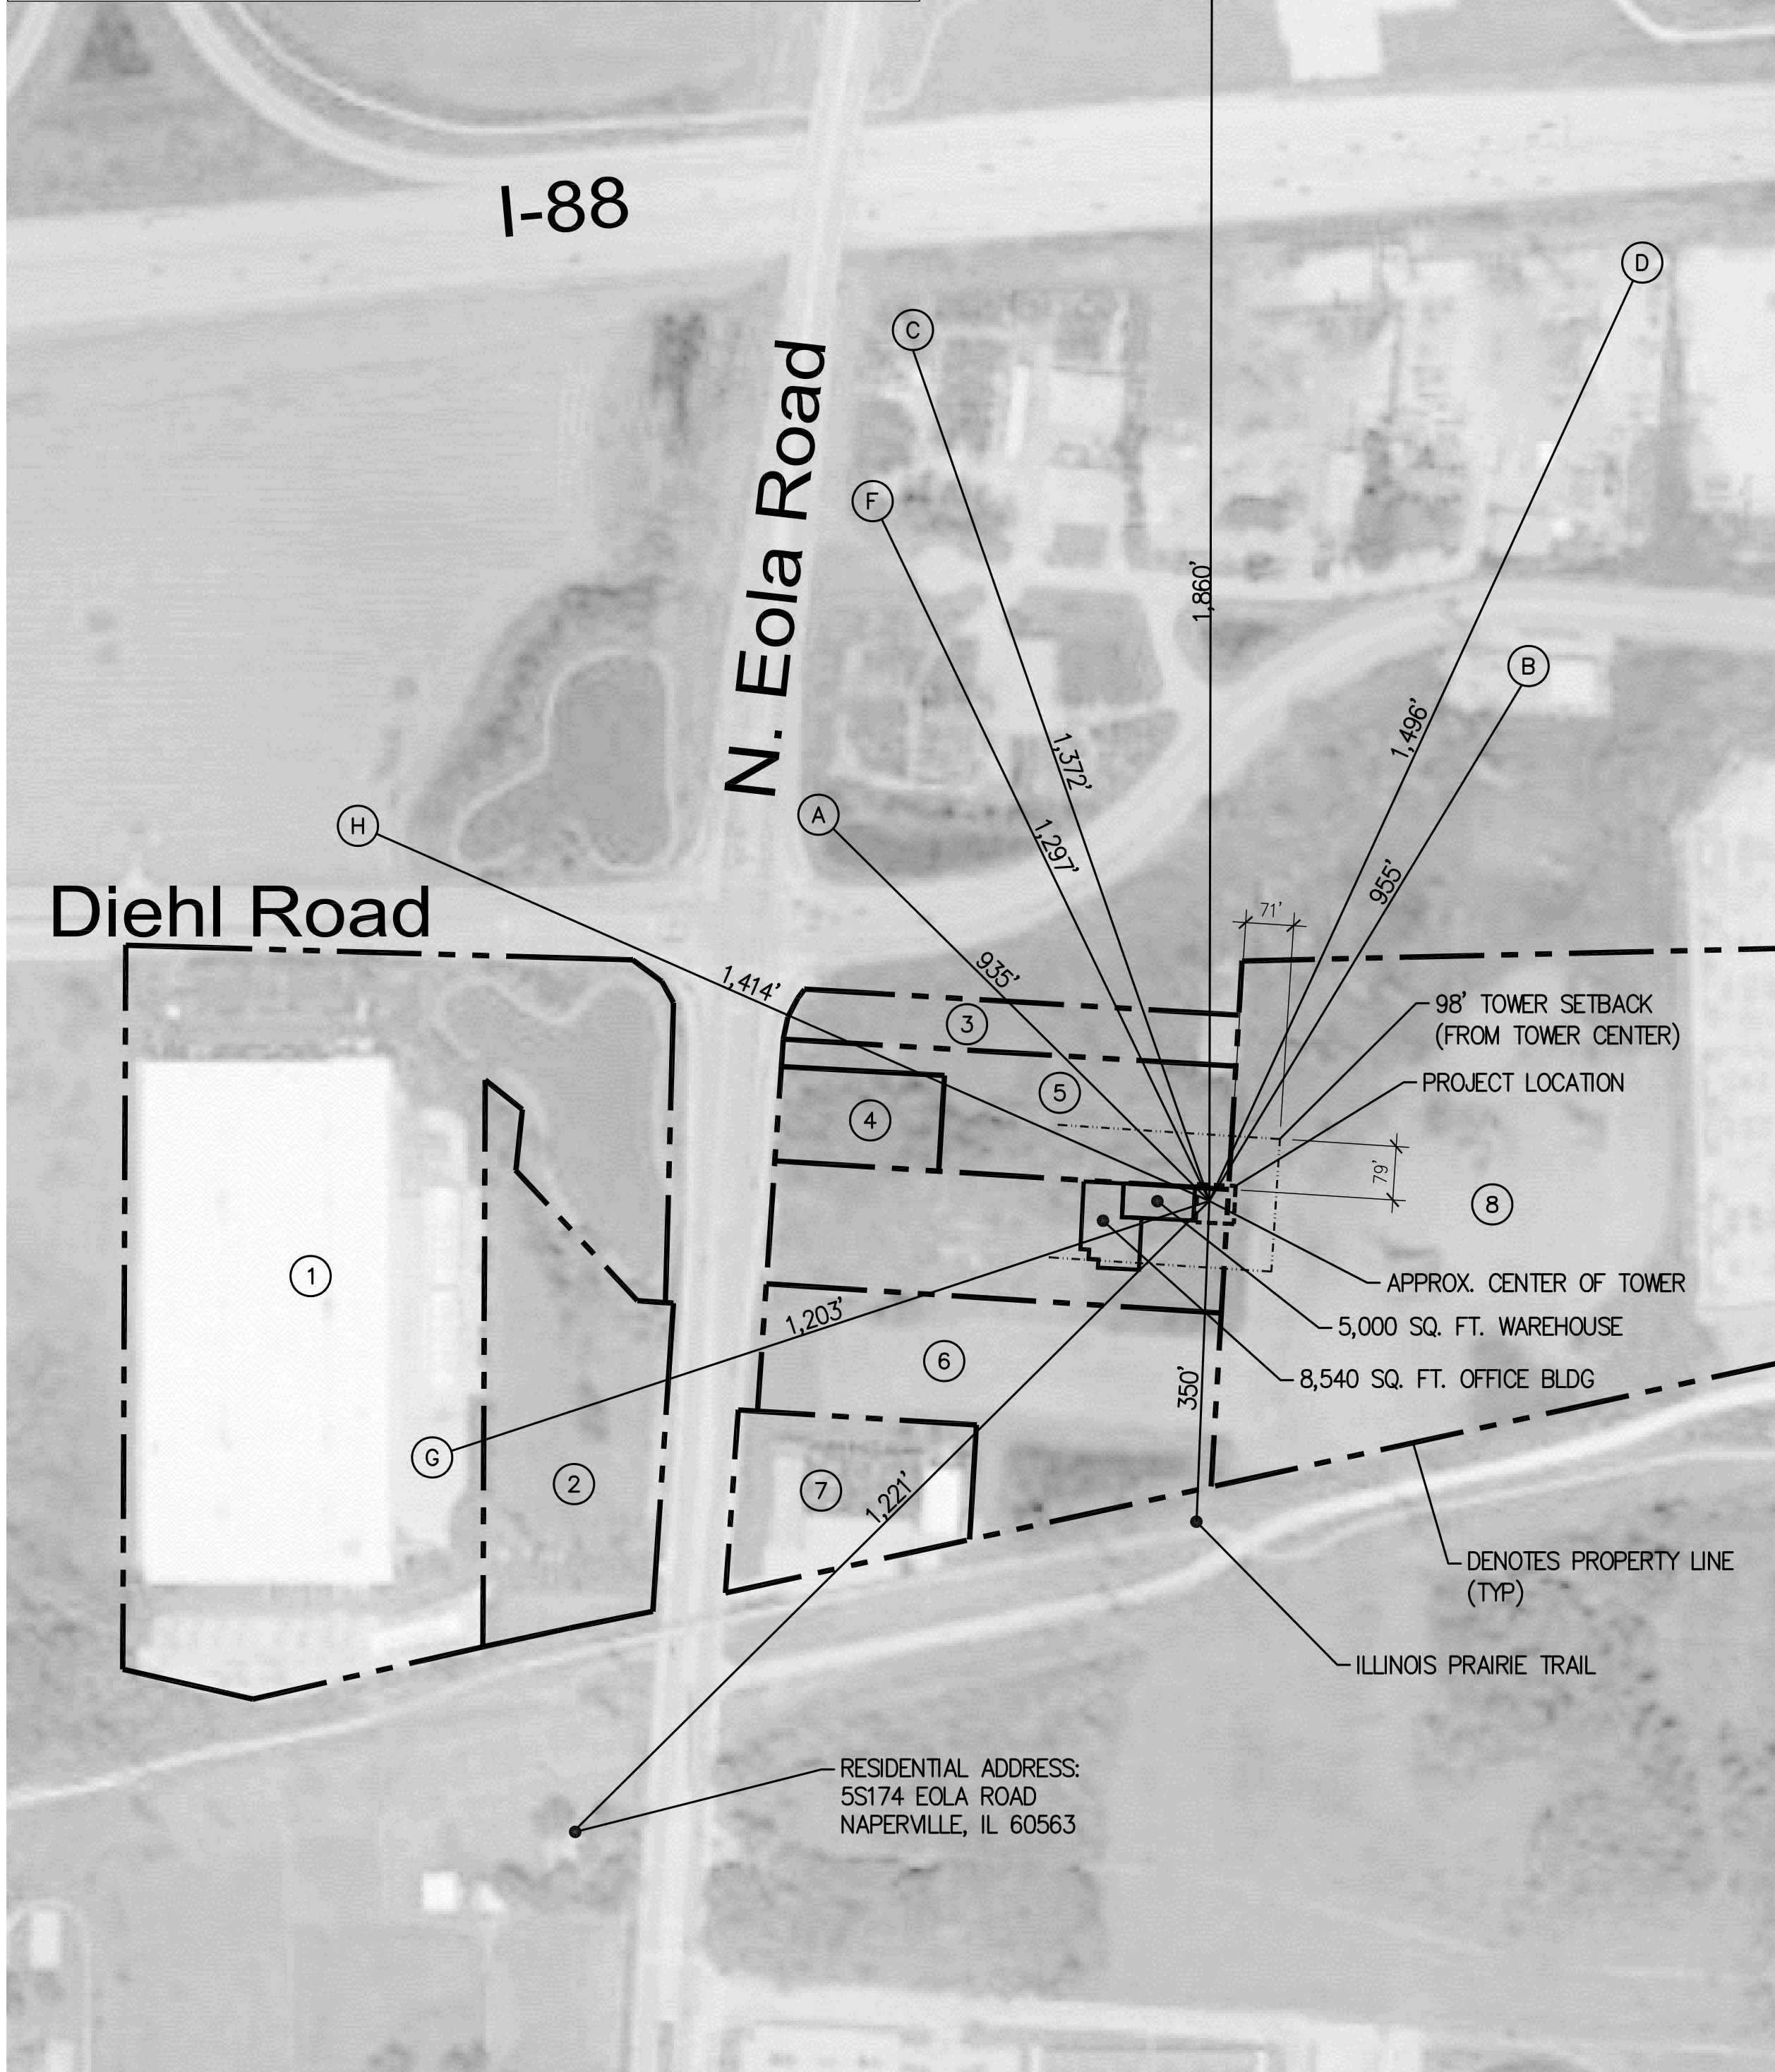 I-88
D
C
N. Eola Road
F
1,860'
B
1,496'
1,372'
H
A
1,297'
955'
Diehl Road
71'
935'
1,414'
98' TOWER SETBACK
(FROM TOWER CENTER)
3
PROJECT LOCATION
5
4
79'
8
1
APPROX. CENTER OF TOWER
1,203'
5,000 SQ. FT. WAREHOUSE
6
350'
8,540 SQ. FT. OFFICE BLDG
G
2
7
1,221'
DENOTES PROPERTY LINE
(TYP)
ILLINOIS PRAIRIE TRAIL
RESIDENTIAL ADDRESS:
5S174 EOLA ROAD
NAPERVILLE, IL 60563